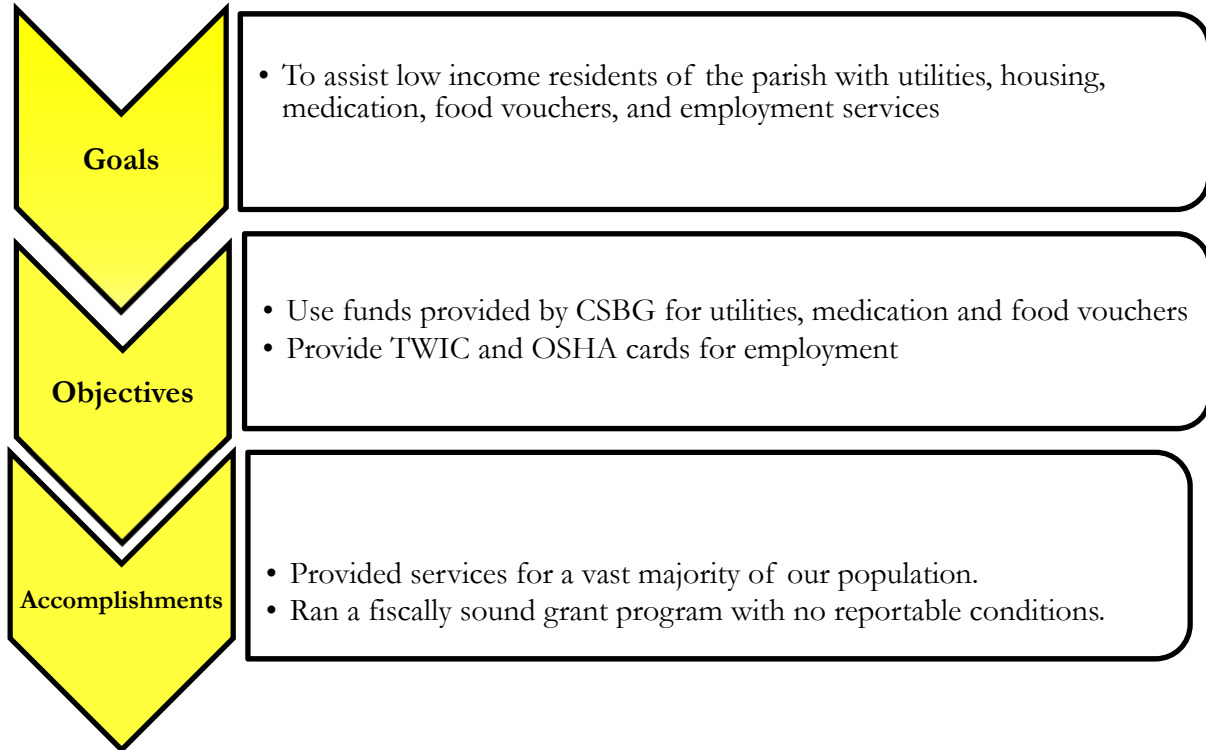 Goals
• To assist low income residents of the parish with utilities, housing,
medication, food vouchers, and employment services
Objectives
• Use funds provided by CSBG for utilities, medication and food vouchers
• Provide TWIC and OSHA cards for employment
Accomplishments
• Provided services for a vast majority of our population.
• Ran a fiscally sound grant program with no reportable conditions.